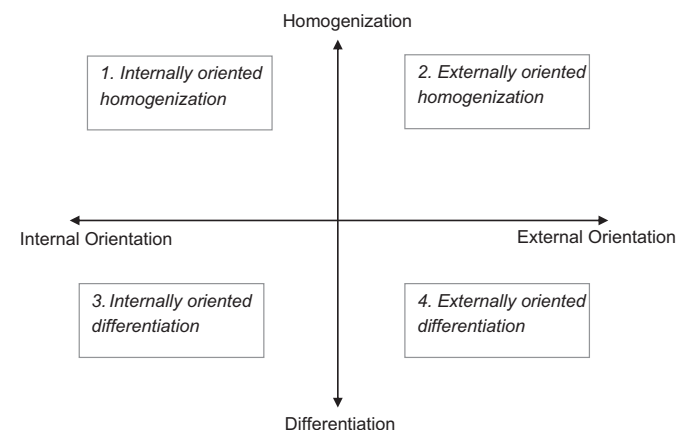 Homogenization
1. Internally oriented
homogenization
2. Externally oriented
homogenization
Internal Orientation
External Orientation
3. Internally oriented
differentiation
4. Externally oriented
differentiation
Differentiation